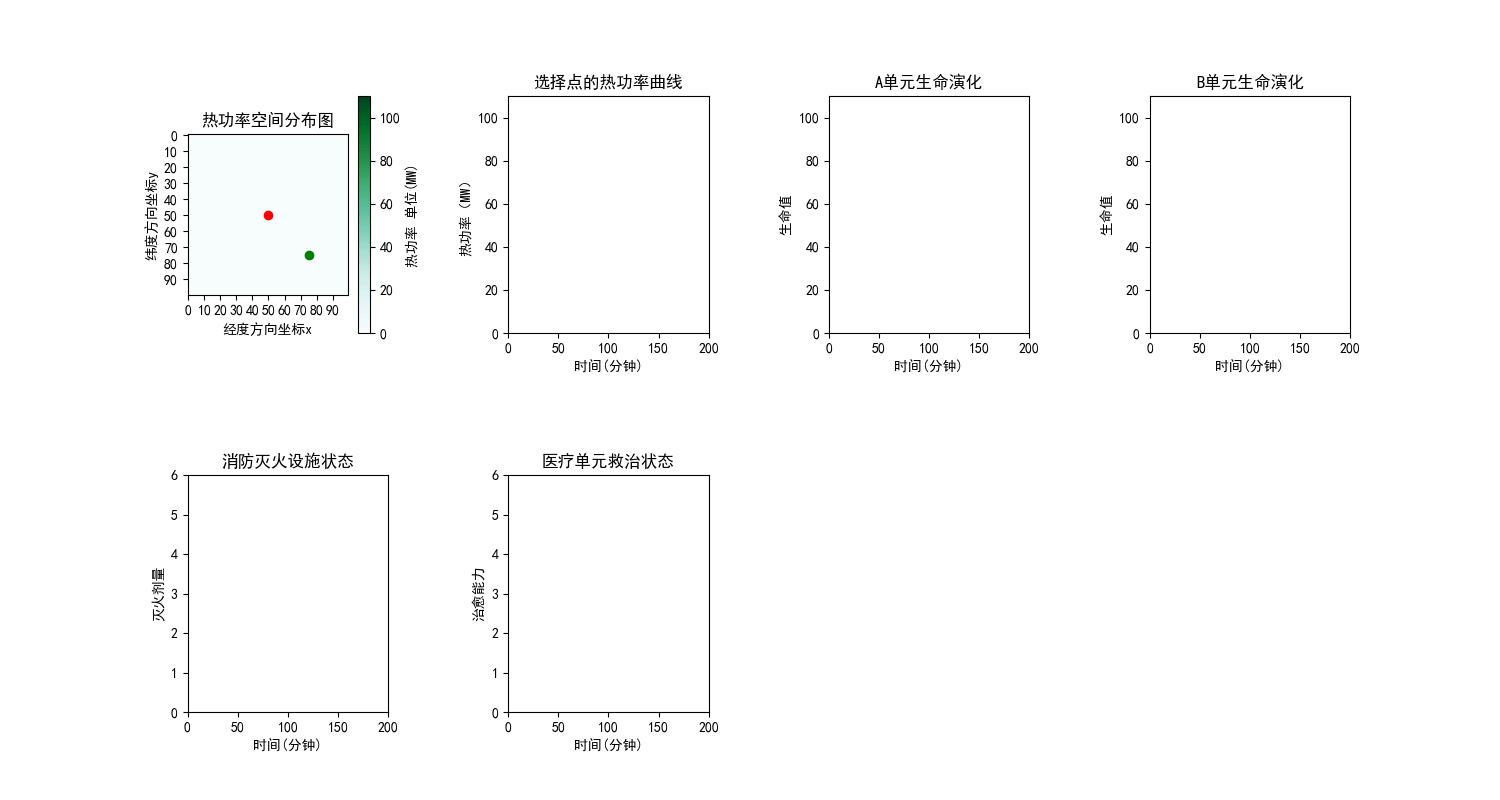 热功率空间分布图
纬度方向坐标y
0
10
20
30
40
50
60
70
80
90
0 10 20 30 40 50 60 70 80 90
经度方向坐标x
100
80
60
40
20
0
热功率 单位(MW)
选择点的热功率曲线
热功率 (MW)
100
80
60
40
20
0
0 50 100 150 200
时间(分钟)
A单元生命演化
生命值
100
80
60
40
20
0
0 50 100 150 200
时间(分钟)
B单元生命演化
生命值
100
80
60
40
20
0
0 50 100 150 200
时间(分钟)
消防灭火设施状态
灭火剂量
6
5
4
3
2
1
0
0 50 100 150 200
时间(分钟)
医疗单元救治状态
治愈能力
6
5
4
3
2
1
0
0 50 100 150 200
时间(分钟)